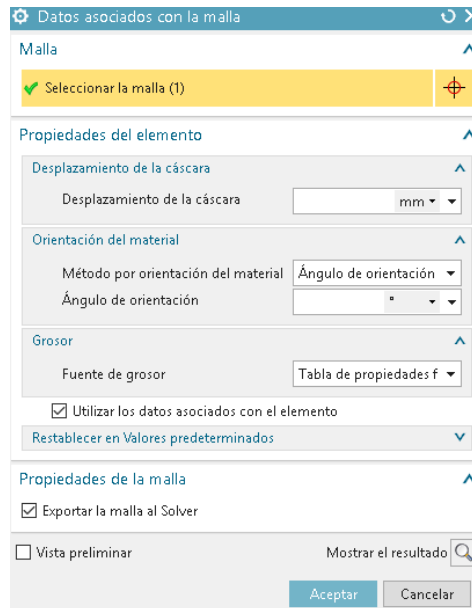 Datos asociados con la malla
Malla
Seleccionar la malla (1)
Propiedades del elemento
Desplazamiento de la cáscara
Desplazamiento de la cáscara mm
Orientación del material
Método por orientación del material Ángulo de orientación
Ángulo de orientación °
Grosor
Fuente de grosor Tabla de propiedades f
Utilizar los datos asociados con el elemento
Restablecer en Valores predeterminados
Propiedades de la malla
Exportar la malla al Solver
Vista preliminar Mostrar el resultado
Aceptar Cancelar